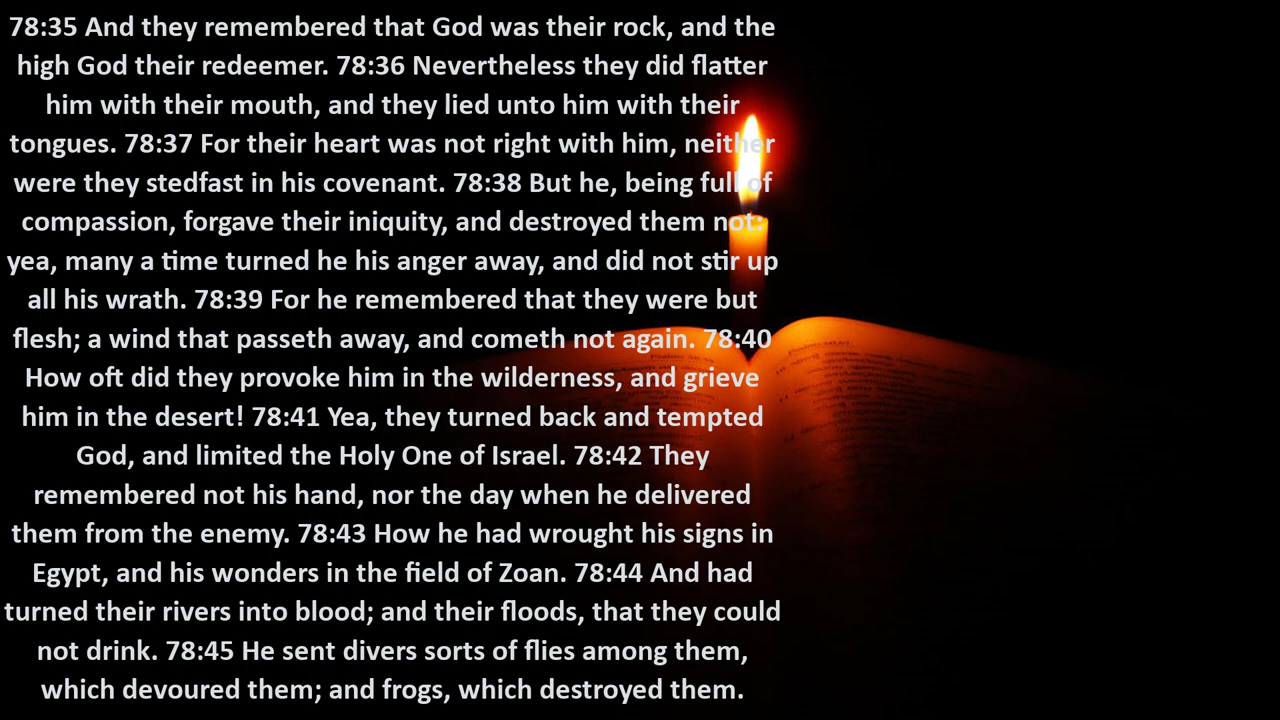 78:35 And they remembered that God was their rock, and the
high God their redeemer. 78:36 Nevertheless they did flatter
him with their mouth, and they lied unto him with their
tongues. 78:37 For their heart was not right with him, neither
were they stedfast in his covenant. 78:38 But he, being full of
compassion, forgave their iniquity, and destroyed them not:
yea, many a time turned he his anger away, and did not stir up
all his wrath. 78:39 For he remembered that they were but
flesh; a wind that passeth away, and cometh not again. 78:40
How oft did they provoke him in the wilderness, and grieve
him in the desert! 78:41 Yea, they turned back and tempted
God, and limited the Holy One of Israel. 78:42 They
remembered not his hand, nor the day when he delivered
them from the enemy. 78:43 How he had wrought his signs in
Egypt, and his wonders in the field of Zoan. 78:44 And had
turned their rivers into blood; and their floods, that they could
not drink. 78:45 He sent divers sorts of flies among them,
which devoured them; and frogs, which destroyed them.